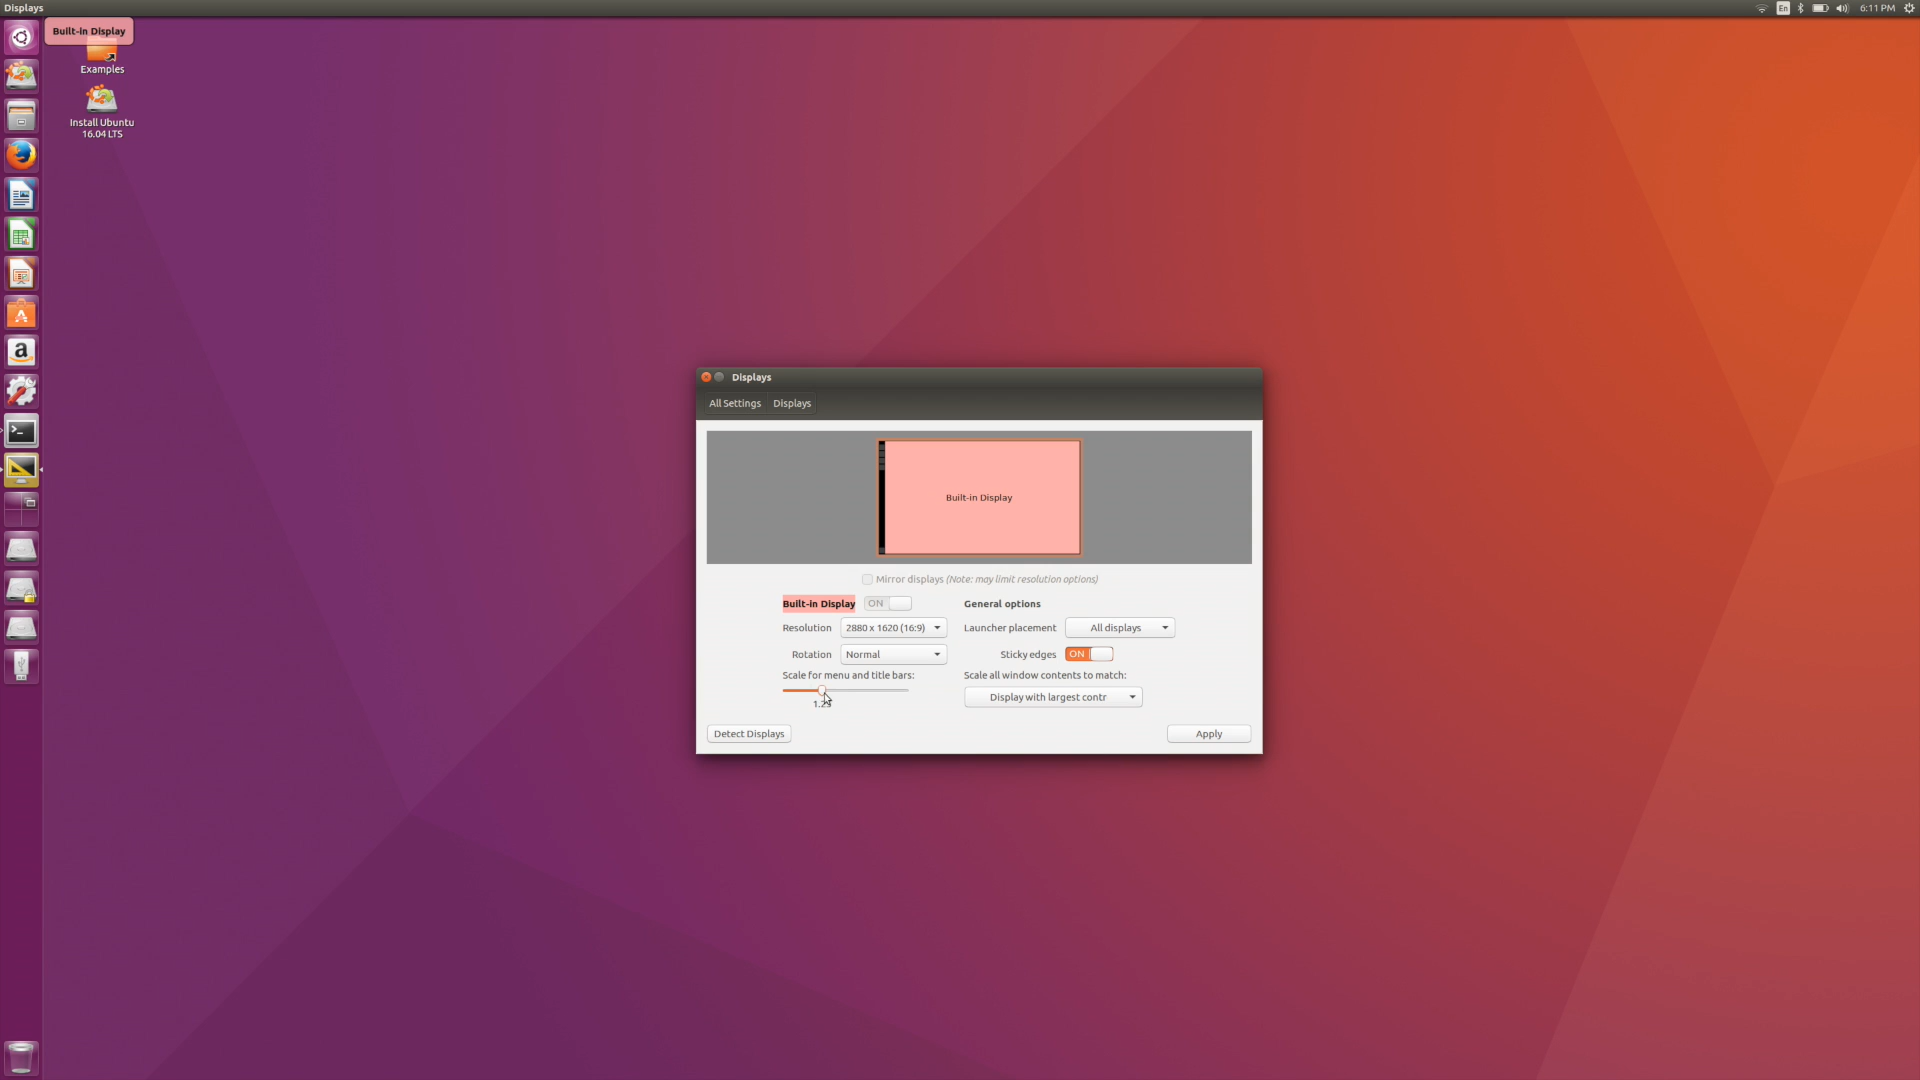 Displays
En
6:11 PM
Built-in Display
Examples
Install Ubuntu
16.04 LTS
a
Displays
All Settings
Displays
Built-in Display
Mirror displays (Note: may limit resolution options)
Built-in Display
ON
General options
Resolution
2880 x 1620 (16:9)
Launcher placement
All displays
Rotation
Normal
Sticky edges
ON
Scale for menu and title bars:
Scale all window contents to match:
Display with largest contr
Detect Displays
Apply